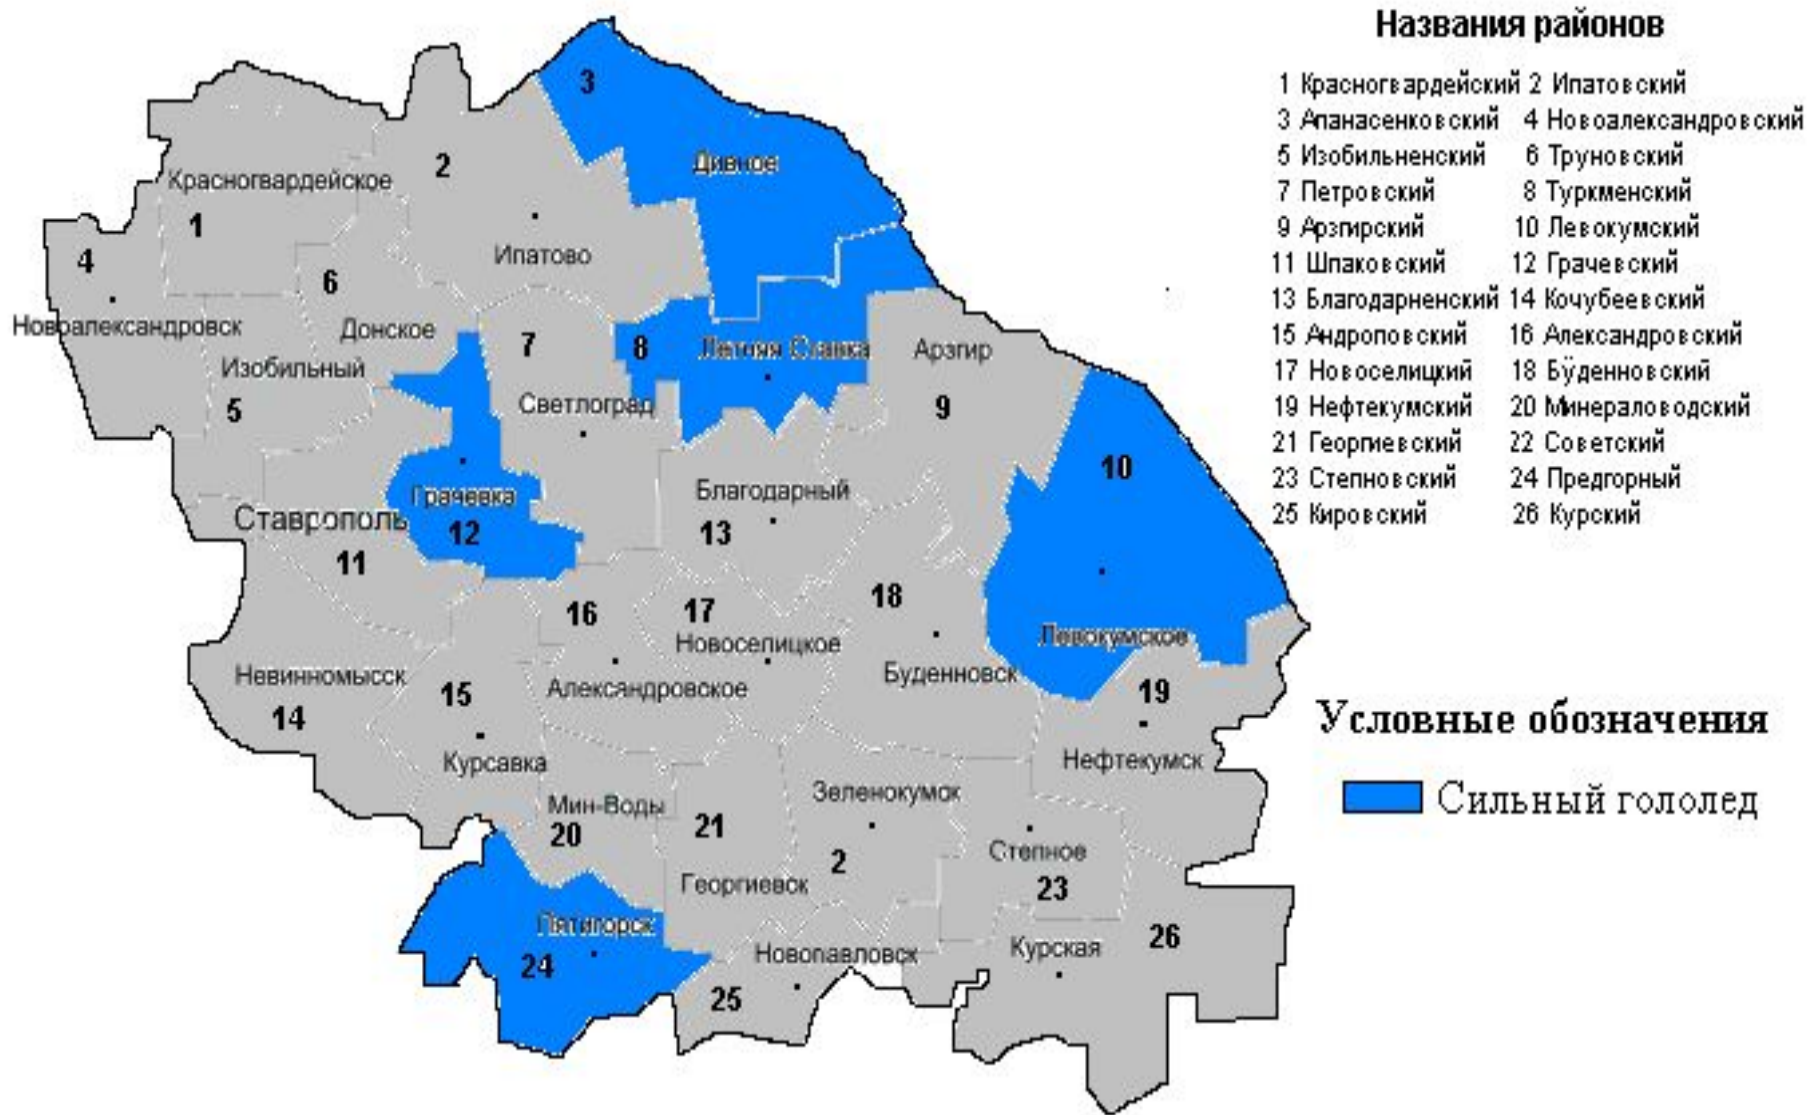 Названия районов
1 Красногвардейский 2 Ипатовский
3 Апанасенковский 4 Новоалександровский
5 Изобильненский 6 Труновский
7 Петровский 8 Туркменский
9 Арзгирский 10 Левокумский
11 Шпаковский 12 Грачевский
13 Благодарненский 14 Кочубеевский
15 Андроповский 16 Александровский
17 Новоселицкий 18 Буденновский
19 Нефтекумский 20 Минераловодский
21 Георгиевский 22 Советский
23 Степновский 24 Предгорный
25 Кировский 26 Курский
3
2
Дивное
Красногвардейское
1
Ипатово
4
6
Новоалександровск
Донское
7
8
Летняя Ставка
Арзгир
Изобильный
5
Светлоград
9
10
Грачевка
Благодарный
Ставрополь
12
13
11
16
17
18
Новоселицкое
Левокумское
Невинномысск
Александровское
Буденновск
15
19
14
Курсавка
Нефтекумск
Мин-Воды
Зеленокумск
20
21
2
Степное
23
Георгиевск
Пятигорск
24
Новопавловск
25
Курская
26
Условные обозначения
Сильный гололед